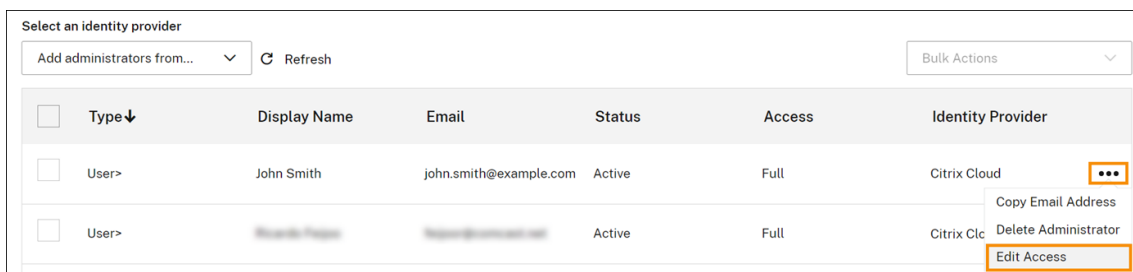 Select an identity provider
Add administrators from... Refresh Bulk Actions
Type Display Name Email Status Access Identity Provider
User> John Smith john.smith@example.com Active Full Citrix Cloud
Copy Email Address
User> Active Full Citrix Clo Delete Administrator
Edit Access